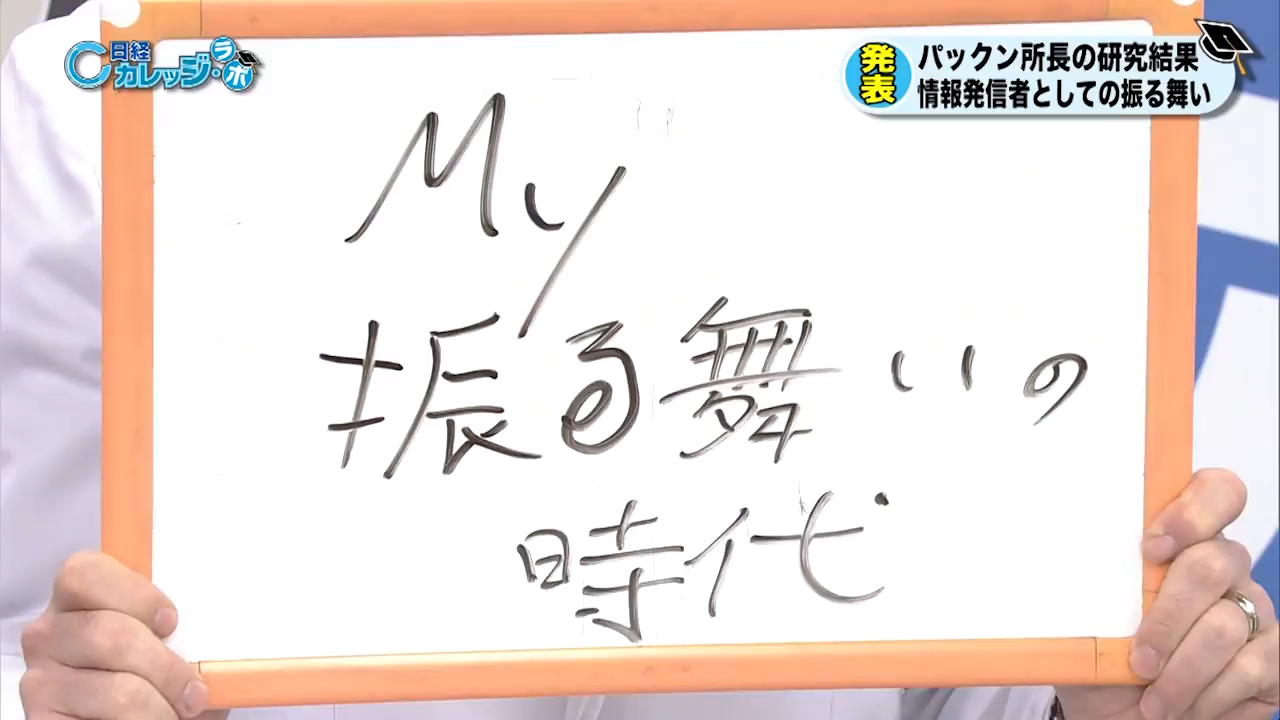 日経
カレッジ・ラボ
発表
パックン所長の研究結果
情報発信者としての振る舞い
My
振る舞いの
時代